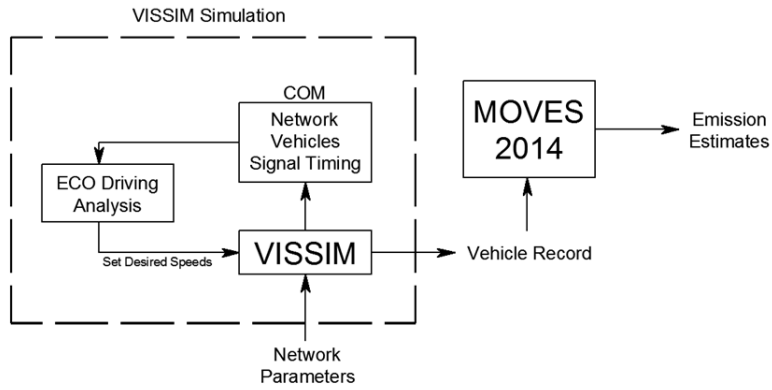 VISSIM Simulation
COM
Network
Vehicles
Signal Timing
MOVES
2014
Emission
Estimates
ECO Driving
Analysis
Set Desired Speeds
VISSIM
Vehicle Record
Network
Parameters